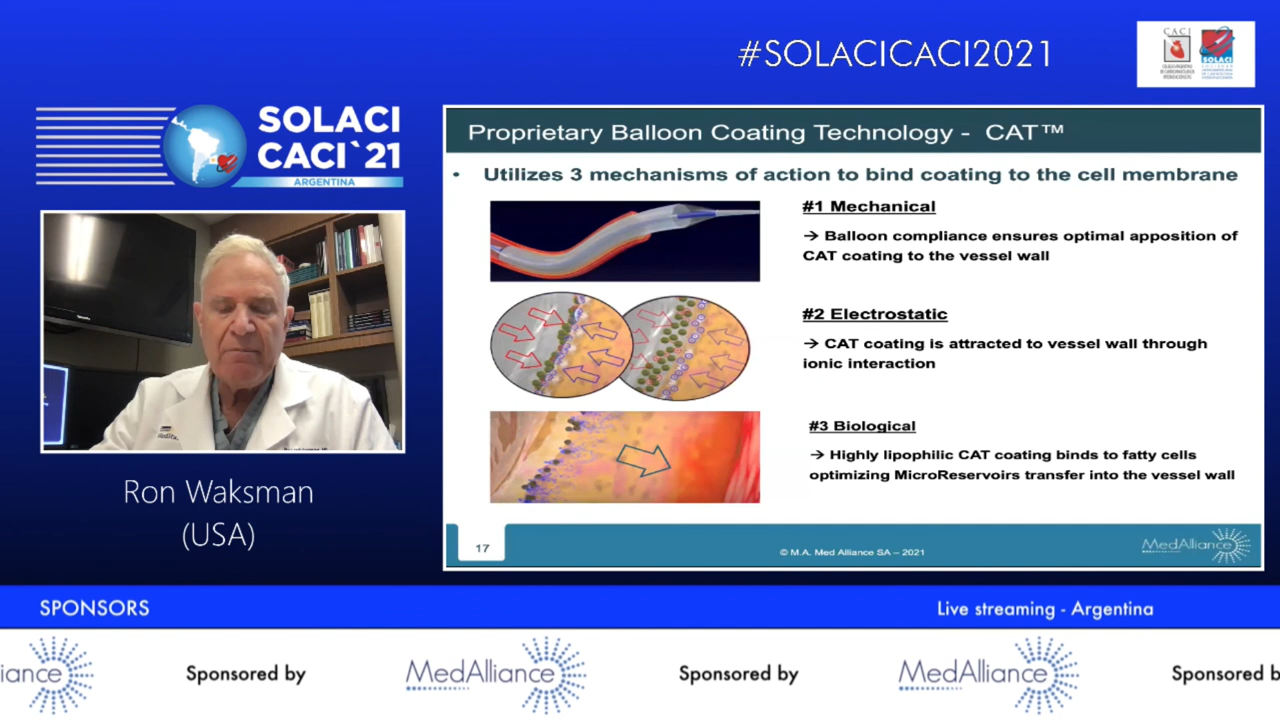 #SOLACICACI2021
CACI
SOLACI
SOLACI
CACI`21
ARGENTINA
Ron Waksman
(USA)
Proprietary Balloon Coating Technology - CAT™
• Utilizes 3 mechanisms of action to bind coating to the cell membrane
#1 Mechanical
→ Balloon compliance ensures optimal apposition of
CAT coating to the vessel wall
#2 Electrostatic
→ CAT coating is attracted to vessel wall through
ionic interaction
#3 Biological
→ Highly lipophilic CAT coating binds to fatty cells
optimizing MicroReservoirs transfer into the vessel wall
17
© M.A. Med Alliance SA – 2021
MedAlliance
SPONSORS
Live streaming - Argentina
iance
Sponsored by
MedAlliance
Sponsored by
MedAlliance
Sponsored b